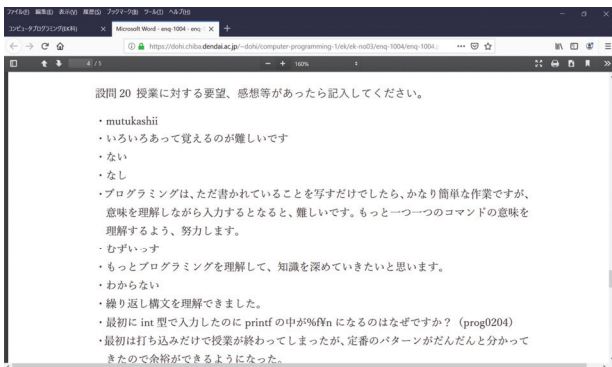 ファイル(F) 編集(E) 表示(V) 履歴(S) ブックマーク(B) ツール(T) ヘルプ(H)
コンピュータプログラミングI(EK科) Microsoft Word - enq-1004 - enq-1
https://dohi.chiba.dendai.ac.jp/~dohi/computer-programming-1/ek/ek-no03/enq-1004/enq-1004.
4 / 5 160%
設問 20 授業に対する要望、感想等があったら記入してください。
・mutukashii
・いろいろあって覚えるのが難しいです
・ない
・なし
・プログラミングは、ただ書かれていることを写すだけでしたら、かなり簡単な作業ですが、
意味を理解しながら入力するとなると、難しいです。もっと一つ一つのコマンドの意味を
理解するよう、努力します。
- むずいっす
・もっとプログラミングを理解して、知識を深めていきたいと思います。
・わからない
・繰り返し構文を理解できました。
・最初に int 型で入力したのに printf の中が%f¥n になるのはなぜですか？（prog0204）
・最初は打ち込みだけで授業が終わってしまったが、定番のパターンがだんだんと分かって
きたので余裕ができるようになった。